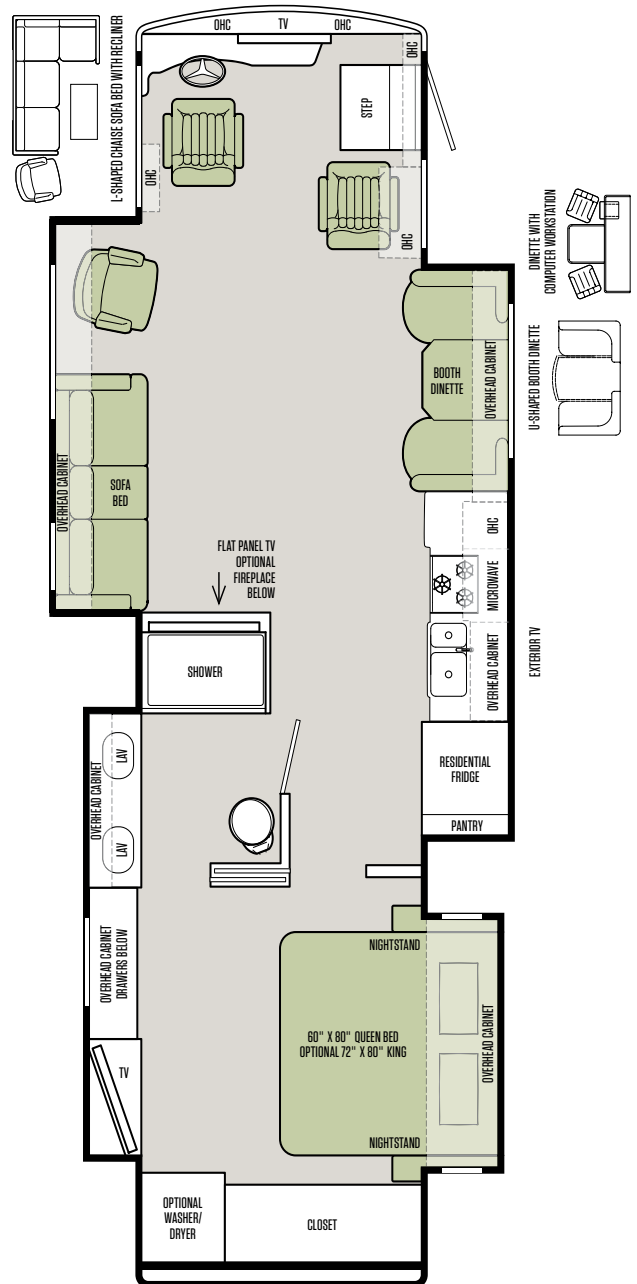 OHC
TV
OHC
OHC
L-SHAPED CHAISE SOFA BED WITH RECLINER
STEP
OHC
OHC
DINETTE WITH
COMPUTER WORKSTATION
U-SHAPED BOOTH DINETTE
BOOTH
DINETTE
OVERHEAD CABINET
OVERHEAD CABINET
SOFA
BED
FLAT PANEL TV
OPTIONAL
FIREPLACE
BELOW
OHC
MICROWAVE
OVERHEAD CABINET
EXTERIOR TV
SHOWER
OVERHEAD CABINET
LAV
LAV
RESIDENTIAL
FRIDGE
PANTRY
OVERHEAD CABINET
DRAWERS BELOW
NIGHTSTAND
60" X 80" QUEEN BED
OPTIONAL 72" X 80" KING
OVERHEAD CABINET
NIGHTSTAND
TV
OPTIONAL
WASHER/
DRYER
CLOSET